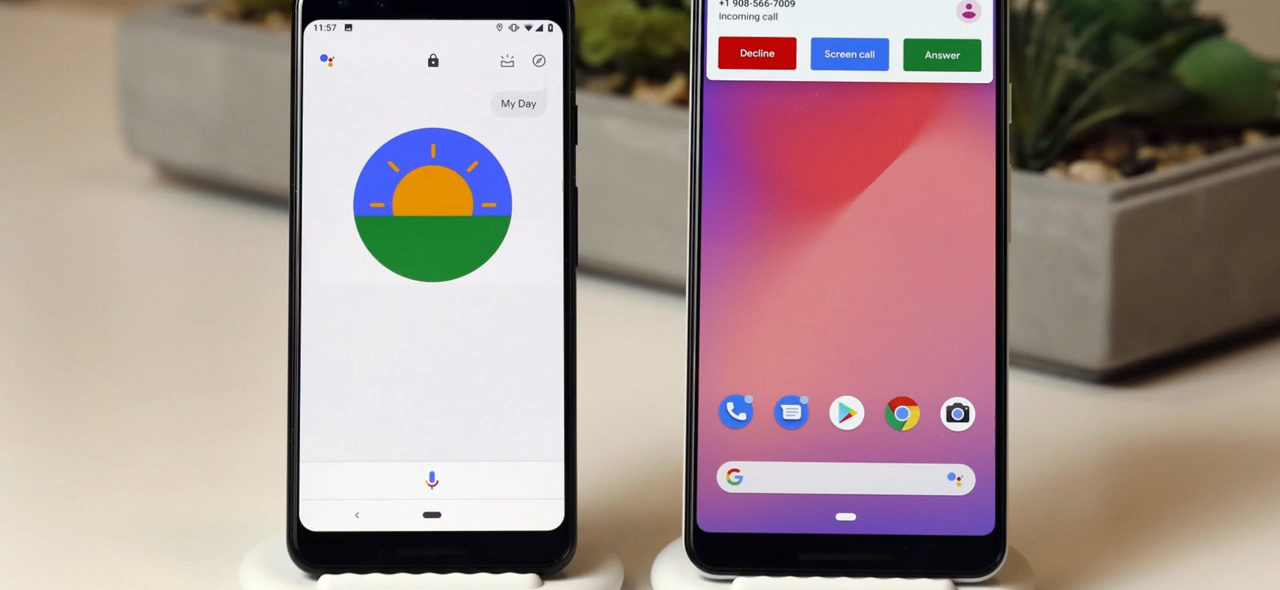 11:57
My Day
+1 908-566-7009
Incoming call
Decline
Screen call
Answer